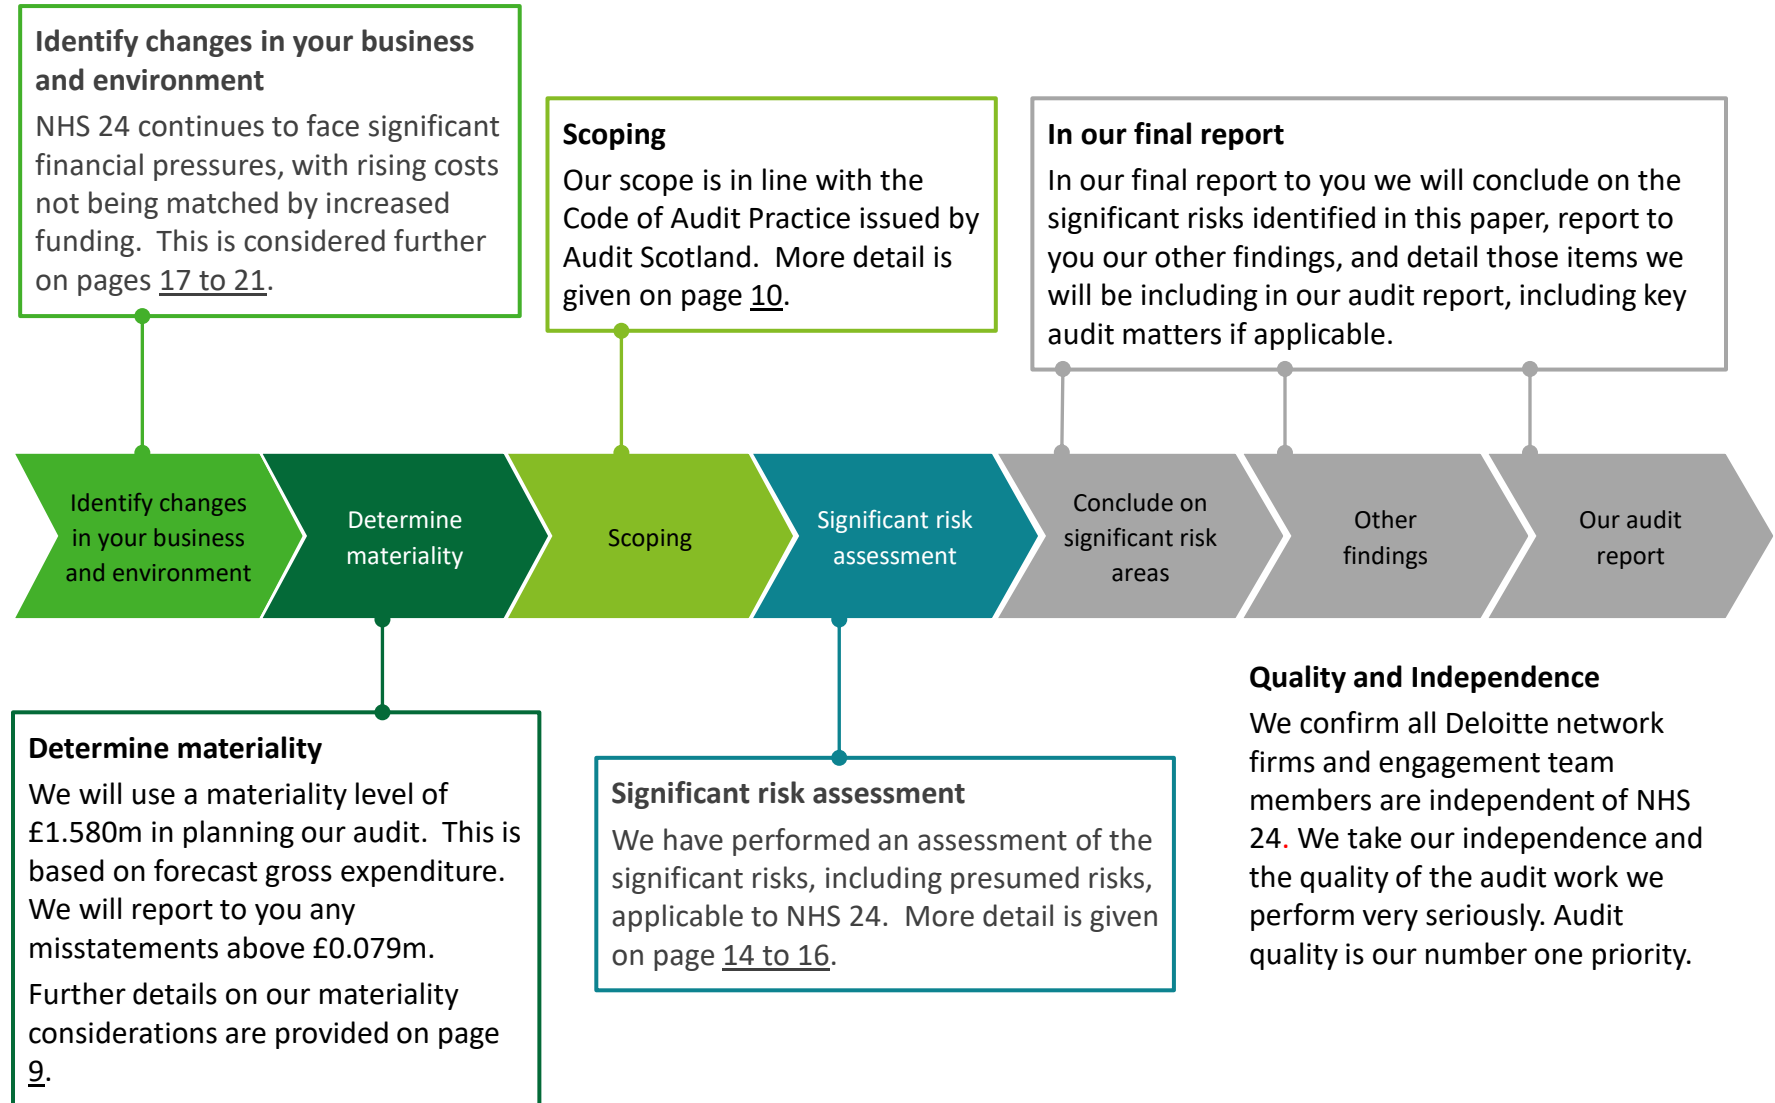 Identify changes in your business
and environment
NHS 24 continues to face significant
financial pressures, with rising costs
not being matched by increased
funding.  This is considered further
on pages 17 to 21.
Scoping
Our scope is in line with the
Code of Audit Practice issued by
Audit Scotland.  More detail is
given on page 10.
In our final report
In our final report to you we will conclude on the
significant risks identified in this paper, report to
you our other findings, and detail those items we
will be including in our audit report, including key
audit matters if applicable.
Identify changes
in your business
and environment
Determine
materiality
Scoping
Significant risk
assessment
Conclude on
significant risk
areas
Other
findings
Our audit
report
Determine materiality
We will use a materiality level of
£1.580m in planning our audit.  This is
based on forecast gross expenditure.
We will report to you any
misstatements above £0.079m.
Further details on our materiality
considerations are provided on page
9.
Significant risk assessment
We have performed an assessment of the
significant risks, including presumed risks,
applicable to NHS 24.  More detail is given
on page 14 to 16.
Quality and Independence
We confirm all Deloitte network
firms and engagement team
members are independent of NHS
24. We take our independence and
the quality of the audit work we
perform very seriously. Audit
quality is our number one priority.